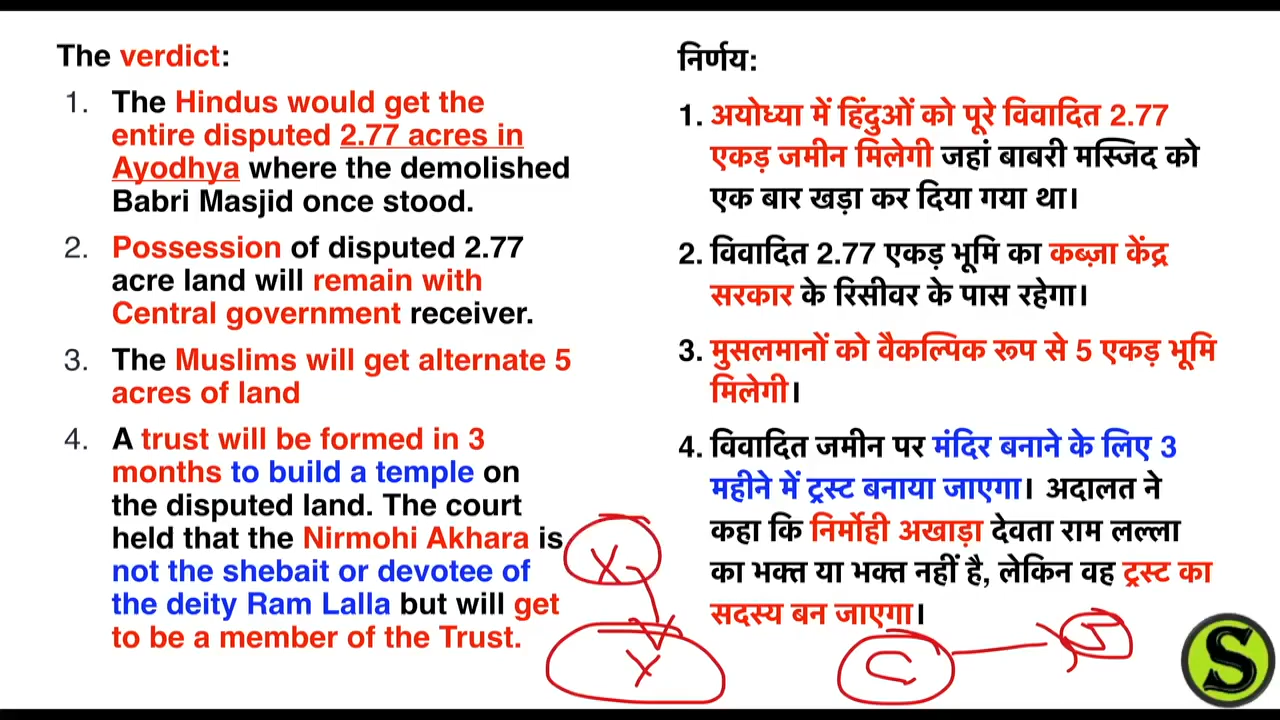 The verdict:
1. The Hindus would get the
entire disputed 2.77 acres in
Ayodhya where the demolished
Babri Masjid once stood.
2. Possession of disputed 2.77
acre land will remain with
Central government receiver.
3. The Muslims will get alternate 5
acres of land
4. A trust will be formed in 3
months to build a temple on
the disputed land. The court
held that the Nirmohi Akhara is
not the shebait or devotee of
the deity Ram Lalla but will get
to be a member of the Trust.
निर्णय:
1. अयोध्या में हिंदुओं को पूरे विवादित 2.77
एकड़ जमीन मिलेगी जहां बाबरी मस्जिद को
एक बार खड़ा कर दिया गया था।
2. विवादित 2.77 एकड़ भूमि का कब्ज़ा केंद्र
सरकार के रिसीवर के पास रहेगा।
3. मुसलमानों को वैकल्पिक रूप से 5 एकड़ भूमि
मिलेगी।
4. विवादित जमीन पर मंदिर बनाने के लिए 3
महीने में ट्रस्ट बनाया जाएगा। अदालत ने
कहा कि निर्मोही अखाड़ा देवता राम लल्ला
का भक्त या भक्त नहीं है, लेकिन वह ट्रस्ट का
सदस्य बन जाएगा।
X
X
S